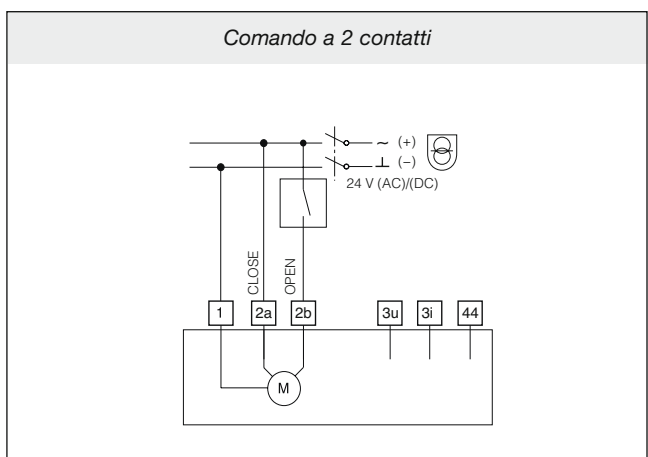 Comando a 2 contatti
~ (+)
⊥ (−)
24 V (AC)/(DC)
CLOSE
OPEN
1 2a 2b 3u 3i 44
M